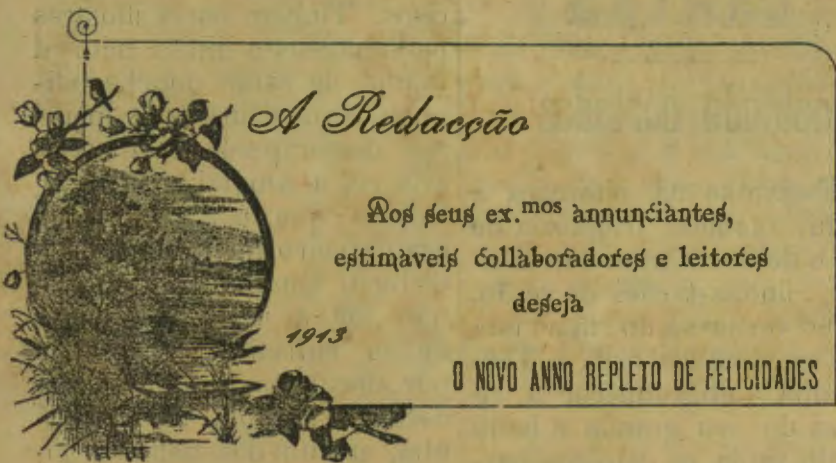 A Redacção
Aos seus ex.mos annunciantes,
estimaveis collaboradores e leitores
deseja
1913
O NOVO ANNO REPLETO DE FELICIDADES